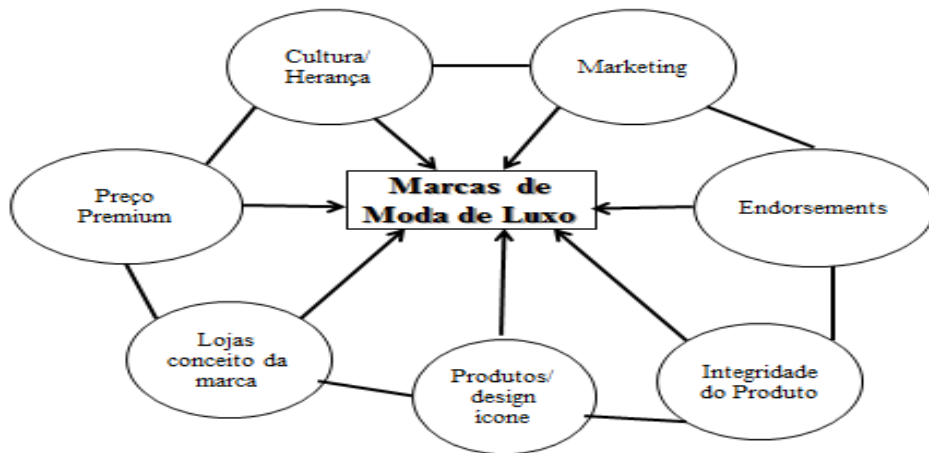 Cultura/
Herança
Marketing
Preço
Premium
Marcas de
Moda de Luxo
Endorsements
Lojas
conceito da
marca
Produtos/
design
ícone
Integridade
do Produto